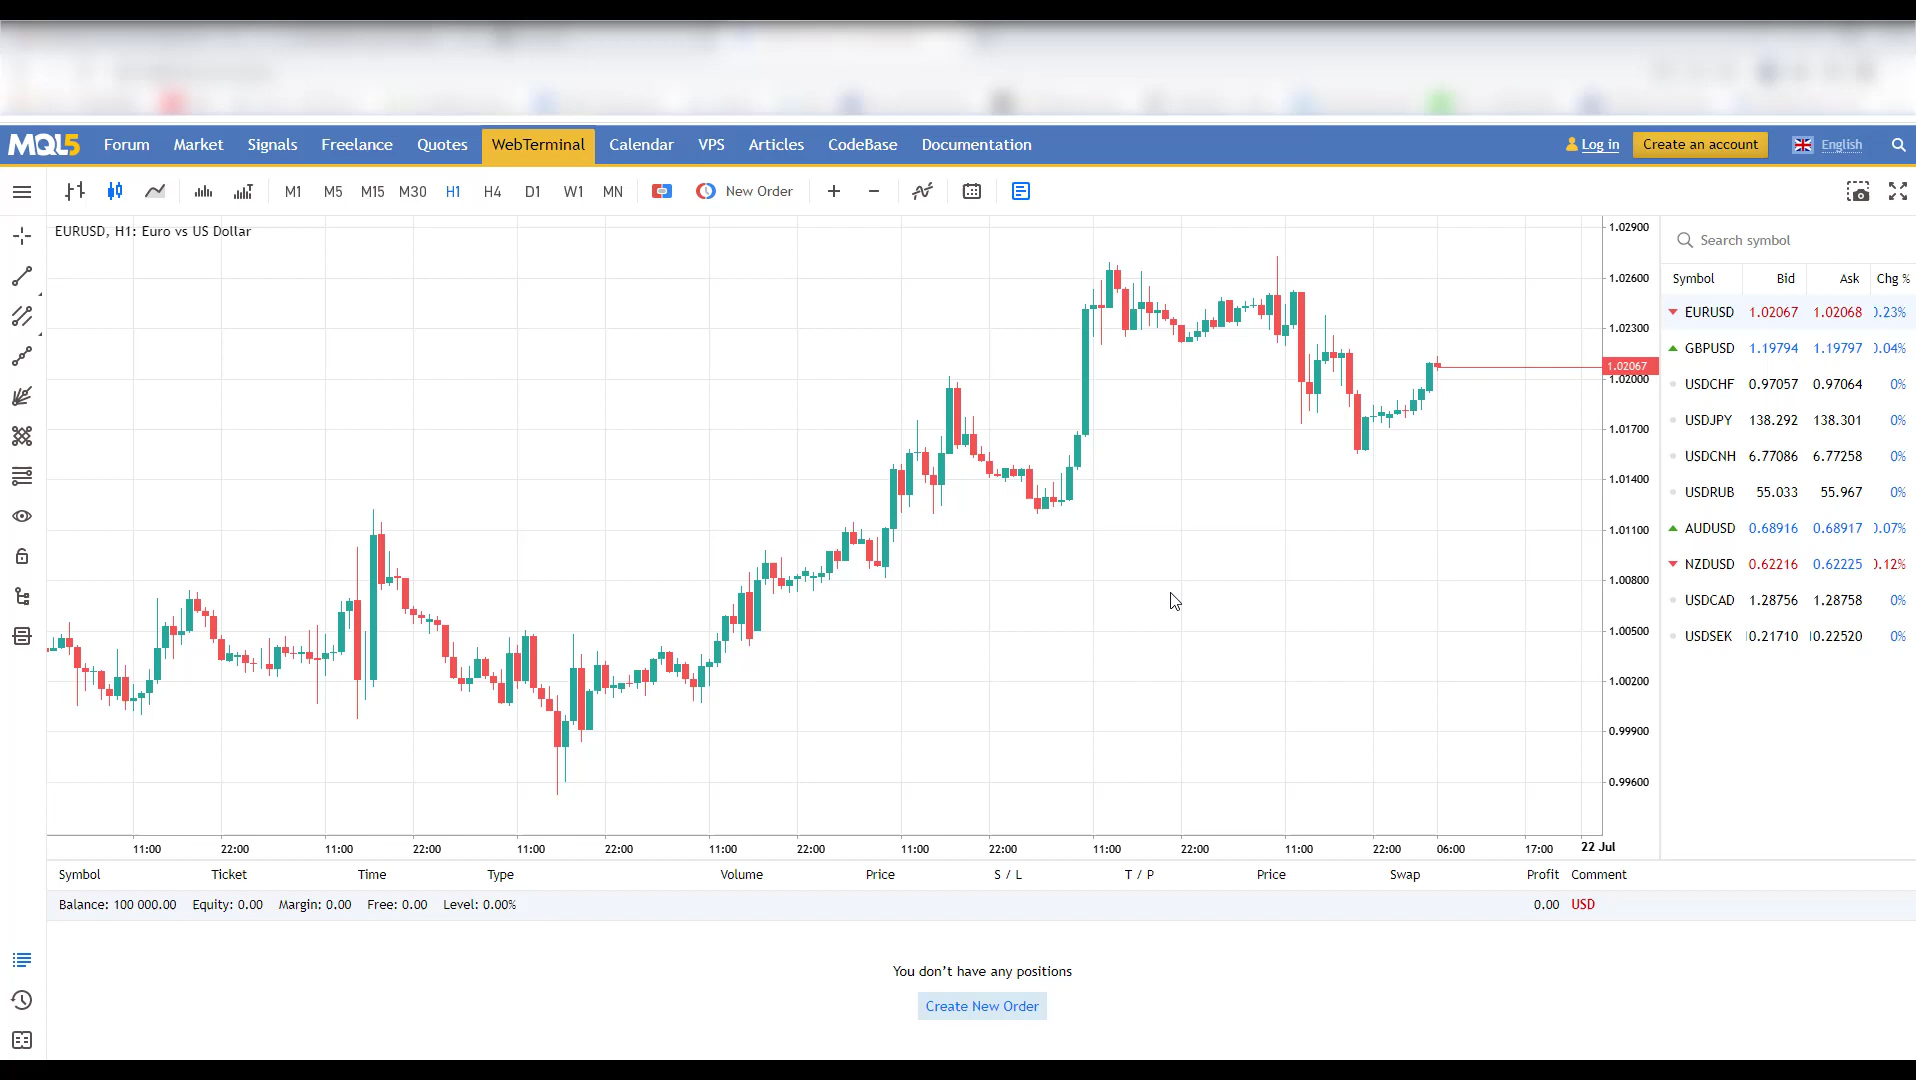 MQL5 Forum Market Signals Freelance Quotes WebTerminal Calendar VPS Articles CodeBase Documentation Log in Create an account English
M1 M5 M15 M30 H1 H4 D1 W1 MN New Order
EURUSD, H1: Euro vs US Dollar
1.02900
1.02600
1.02300
1.02067
1.02000
1.01700
1.01400
1.01100
1.00800
1.00500
1.00200
0.99900
0.99600
11:00 22:00 11:00 22:00 11:00 22:00 11:00 22:00 11:00 22:00 11:00 22:00 11:00 22:00 06:00 17:00 22 Jul
Search symbol
Symbol Bid Ask Chg %
EURUSD 1.02067 1.02068 0.23%
GBPUSD 1.19794 1.19797 0.04%
USDCHF 0.97057 0.97064 0%
USDJPY 138.292 138.301 0%
USDCNH 6.77086 6.77258 0%
USDRUB 55.033 55.967 0%
AUDUSD 0.68916 0.68917 0.07%
NZDUSD 0.62216 0.62225 0.12%
USDCAD 1.28756 1.28758 0%
USDSEK 10.21710 10.22520 0%
Symbol Ticket Time Type Volume Price S / L T / P Price Swap Profit Comment
Balance: 100 000.00 Equity: 0.00 Margin: 0.00 Free: 0.00 Level: 0.00% 0.00 USD
You don't have any positions
Create New Order